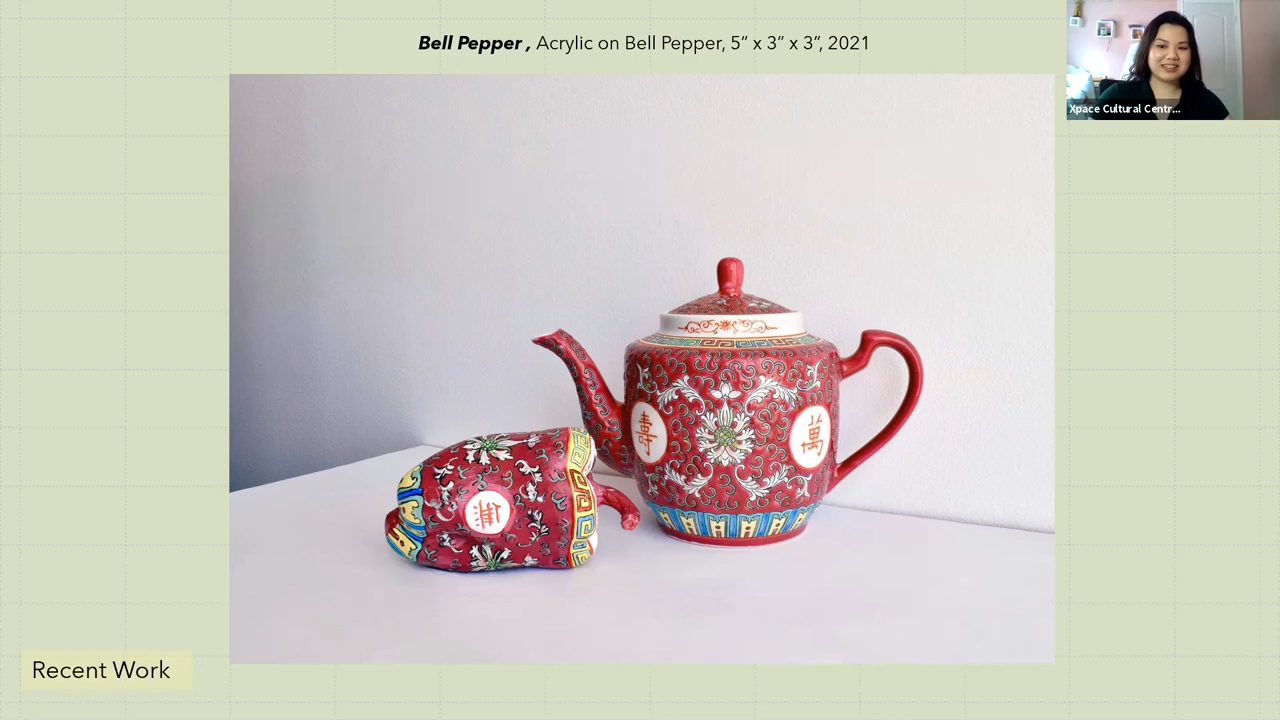 Bell Pepper , Acrylic on Bell Pepper, 5” x 3” x 3”, 2021
Xpace Cultural Centr...
壽
萬
Recent Work